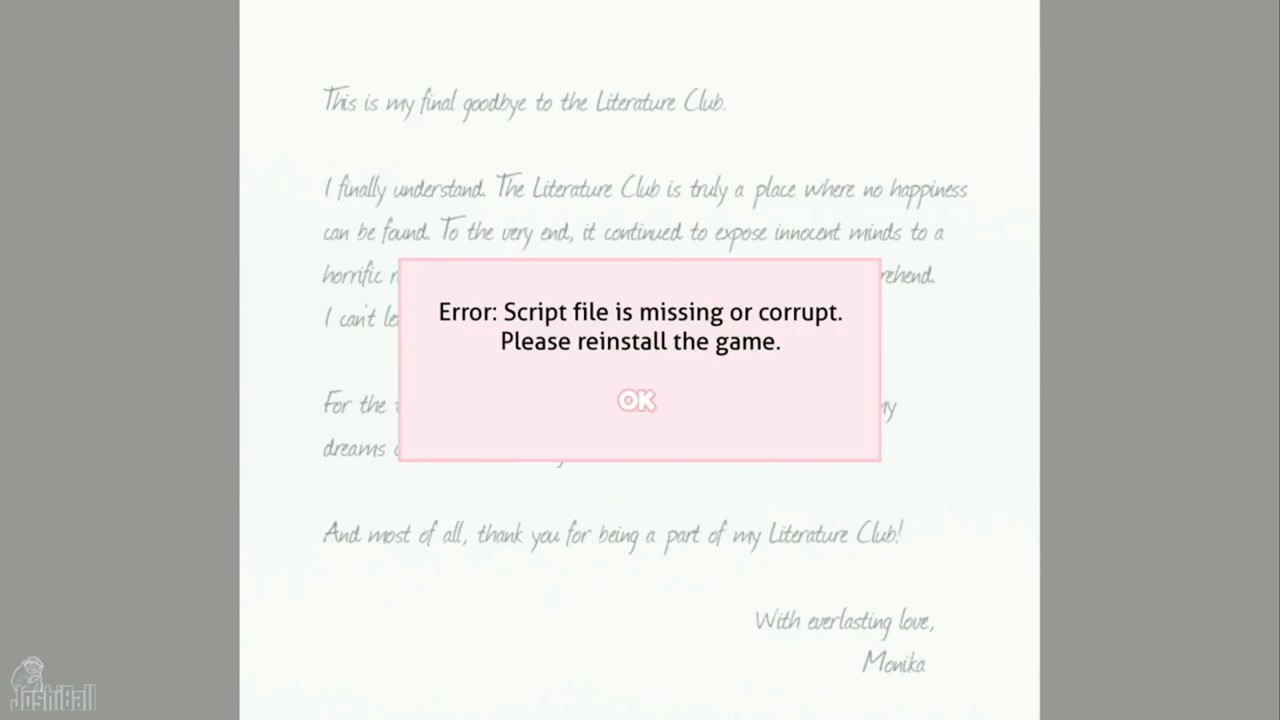 This is my final goodbye to the Literature Club.
I finally understand. The Literature Club is truly a place where no happiness
can be found. To the very end, it continued to expose innocent minds to a
horrific
I can't
Error: Script file is missing or corrupt.
Please reinstall the game.
OK
For the
dreams
And most of all, thank you for being a part of my Literature Club!
With everlasting love,
Monika
JoshiBall